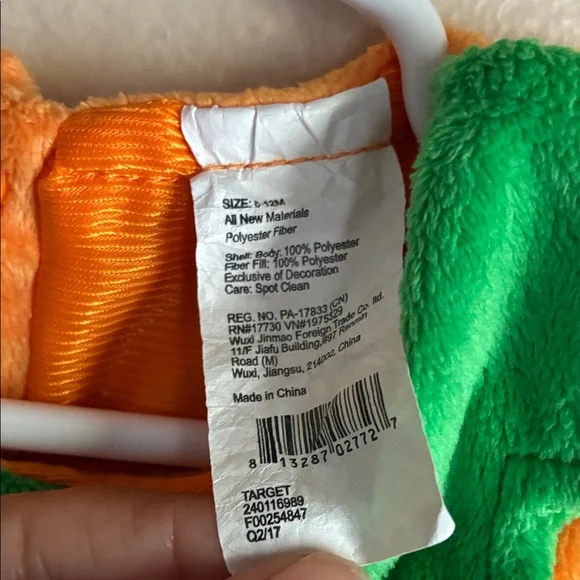 SIZE: 6-12M
All New Materials
Polyester Fiber
Shell: Body: 100% Polyester
Fiber Fill: 100% Polyester
Exclusive of Decoration
Care: Spot Clean
REG. NO. PA-17833 (CN)
RN#17730 VN#1975329
Wuxi Jinmao Foreign Trade Co. ltd.
11/F Jiafu Building,#97 Renmin
Road (M)
Wuxi, Jiangsu, 214002, China
Made in China
8 13287 02772 7
TARGET
240116989
F00254847
Q2/17